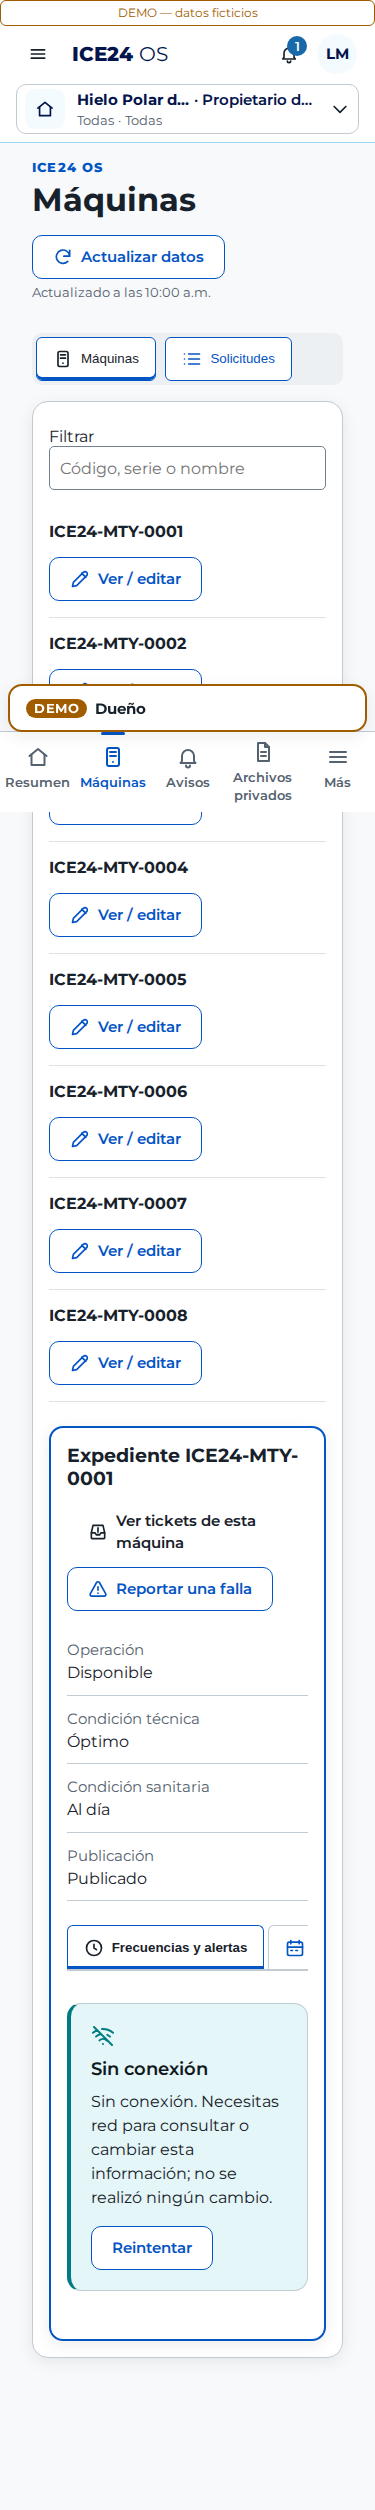 DEMO — datos ficticios
ICE24 OS
1
LM
Hielo Polar d... · Propietario d...
Todas · Todas
ICE24 OS
Máquinas
Actualizar datos
Actualizado a las 10:00 a.m.
Máquinas
Solicitudes
Filtrar
Código, serie o nombre
ICE24-MTY-0001
Ver / editar
ICE24-MTY-0002
DEMO Dueño
Resumen
Máquinas
Avisos
Archivos privados
Más
ICE24-MTY-0004
Ver / editar
ICE24-MTY-0005
Ver / editar
ICE24-MTY-0006
Ver / editar
ICE24-MTY-0007
Ver / editar
ICE24-MTY-0008
Ver / editar
Expediente ICE24-MTY-
0001
Ver tickets de esta
máquina
Reportar una falla
Operación
Disponible
Condición técnica
Óptimo
Condición sanitaria
Al día
Publicación
Publicado
Frecuencias y alertas
Sin conexión
Sin conexión. Necesitas
red para consultar o
cambiar esta
información; no se
realizó ningún cambio.
Reintentar